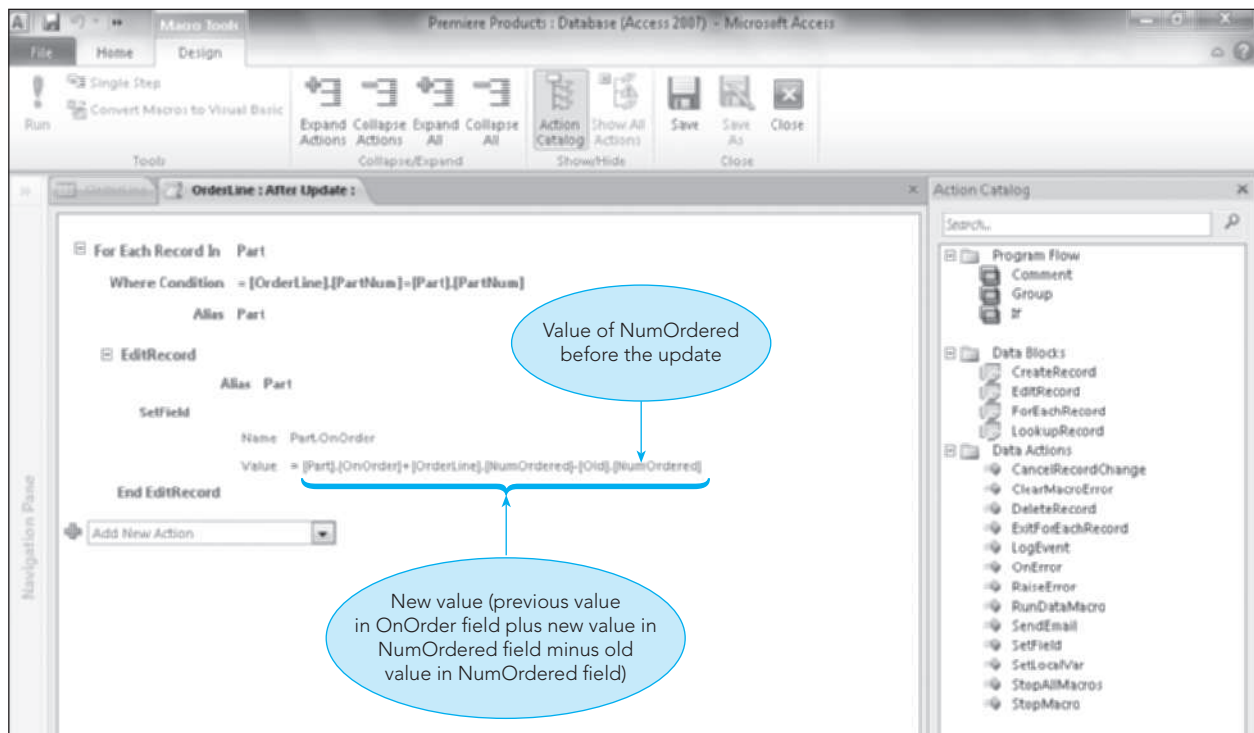 Macro Tools
Premiere Products : Database (Access 2007) - Microsoft Access
File Home Design
Run
Single Step
Convert Macros to Visual Basic
Expand Actions
Collapse Actions
Expand All
Collapse All
Action Catalog
Show All Actions
Save
Save As
Close
Tools
Collapse/Expand
Show/Hide
Close
Navigation Pane
OrderLine
OrderLine : After Update :
For Each Record In Part
Where Condition = [OrderLine].[PartNum]=[Part].[PartNum]
Alias Part
EditRecord
Alias Part
SetField
Name Part.OnOrder
Value = [Part].[OnOrder]+[OrderLine].[NumOrdered]-[Old].[NumOrdered]
End EditRecord
Add New Action
Value of NumOrdered
before the update
New value (previous value
in OnOrder field plus new value in
NumOrdered field minus old
value in NumOrdered field)
Action Catalog
Search...
Program Flow
Comment
Group
If
Data Blocks
CreateRecord
EditRecord
ForEachRecord
LookupRecord
Data Actions
CancelRecordChange
ClearMacroError
DeleteRecord
ExitForEachRecord
LogEvent
OnError
RaiseError
RunDataMacro
SendEmail
SetField
SetLocalVar
StopAllMacros
StopMacro